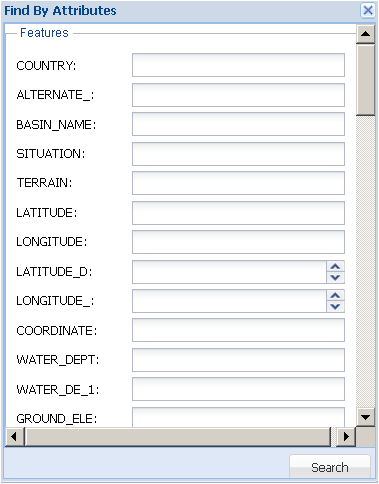 Find By Attributes
Features
COUNTRY:
ALTERNATE_:
BASIN_NAME:
SITUATION:
TERRAIN:
LATITUDE:
LONGITUDE:
LATITUDE_D:
LONGITUDE_:
COORDINATE:
WATER_DEPT:
WATER_DE_1:
GROUND_ELE:
Search